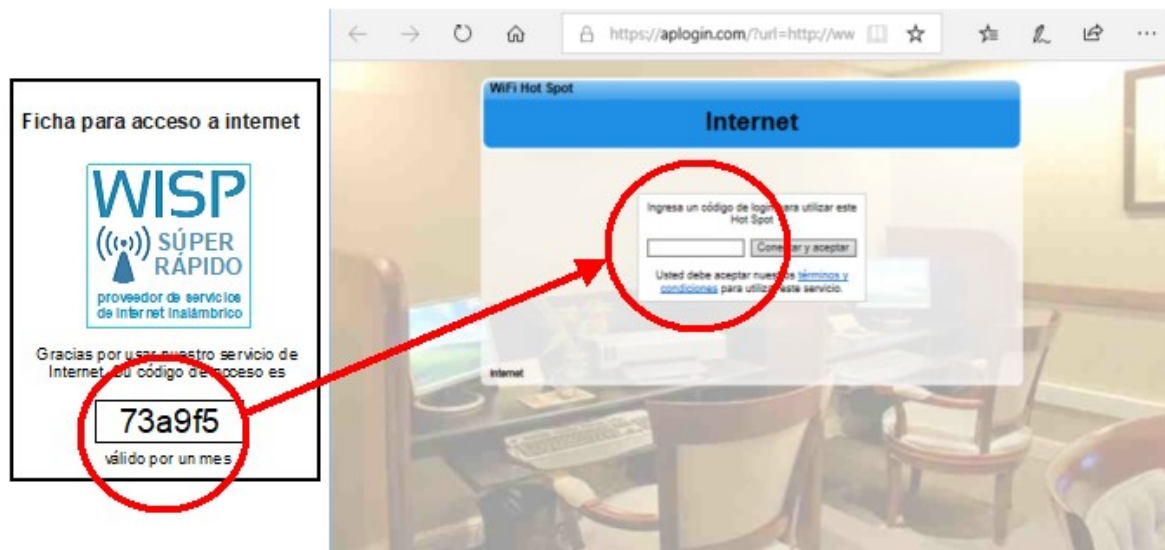 Ficha para acceso a internet
WISP
SÚPER
RÁPIDO
proveedor de servicios
de internet inalámbrico
Gracias por usar nuestro servicio de
Internet. Su código de acceso es
73a9f5
válido por un mes
https://aplogin.com/?url=http://ww
WiFi Hot Spot
Internet
Ingresa un código de login para utilizar este
Hot Spot
Conectar y aceptar
Usted debe aceptar nuestros términos y
condiciones para utilizar este servicio.
internet